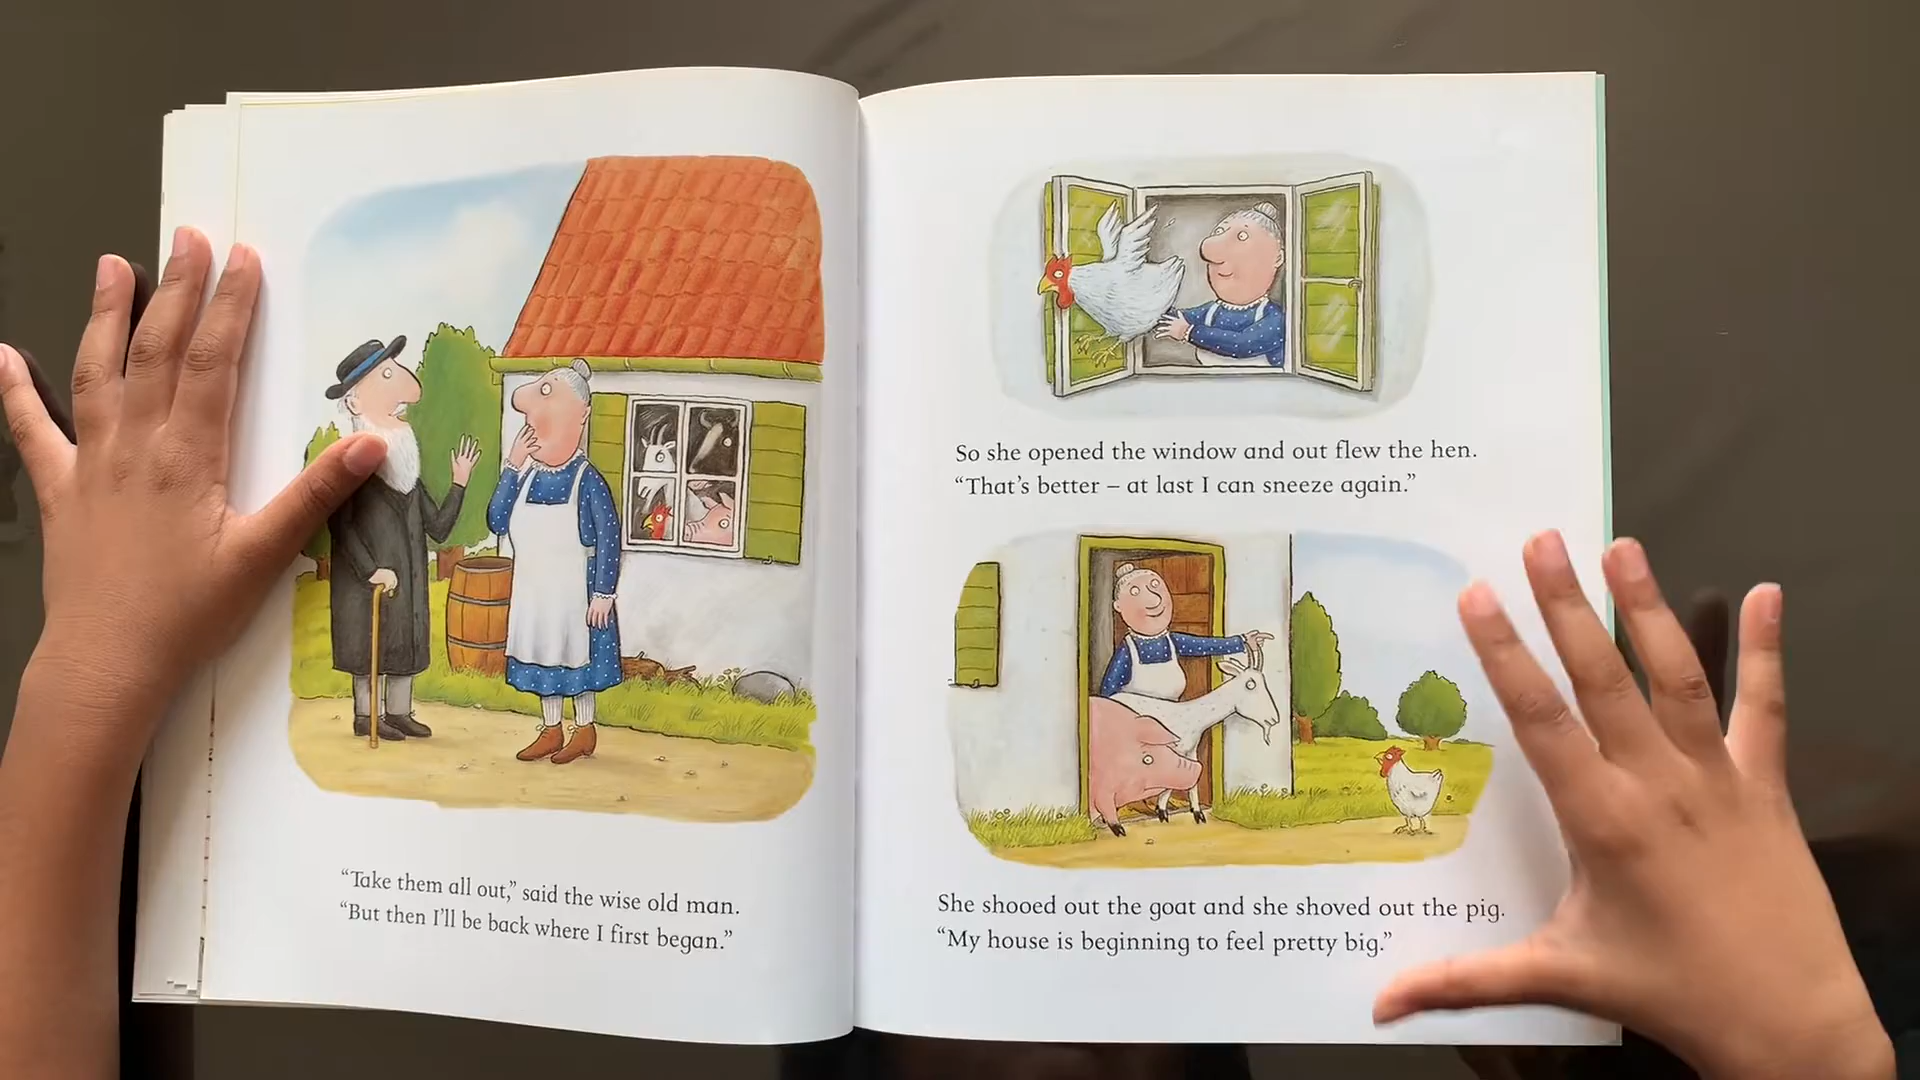 “Take them all out,” said the wise old man.
“But then I’ll be back where I first began.”
So she opened the window and out flew the hen.
“That’s better – at last I can sneeze again.”
She shooed out the goat and she shoved out the pig.
“My house is beginning to feel pretty big.”